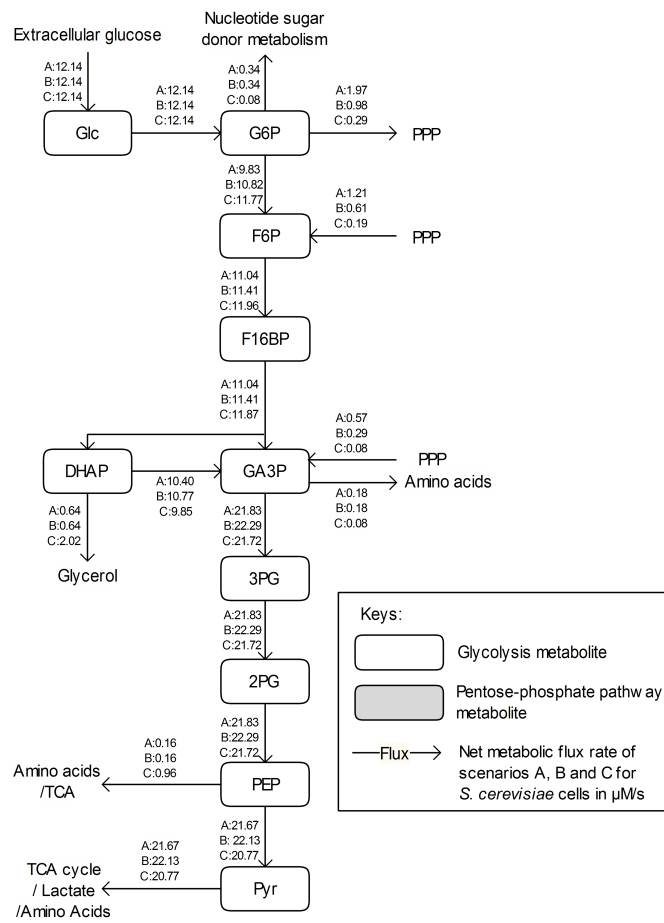 Nucleotide sugar
donor metabolism
Extracellular glucose
A:12.14
B:12.14
C:12.14
A:12.14
B:12.14
C:12.14
A:0.34
B:0.34
C:0.08
A:1.97
B:0.98
C:0.29
Glc
G6P
PPP
A:9.83
B:10.82
C:11.77
A:1.21
B:0.61
C:0.19
F6P
PPP
A:11.04
B:11.41
C:11.96
F16BP
A:11.04
B:11.41
C:11.87
A:0.57
B:0.29
C:0.08
DHAP
GA3P
PPP
Amino acids
A:10.40
B:10.77
C:9.85
A:0.18
B:0.18
C:0.08
A:0.64
B:0.64
C:2.02
A:21.83
B:22.29
C:21.72
Glycerol
3PG
A:21.83
B:22.29
C:21.72
2PG
A:21.83
B:22.29
C:21.72
A:0.16
B:0.16
C:0.96
Amino acids
/TCA
PEP
A:21.67
B: 22.13
C:20.77
A:21.67
B:22.13
C:20.77
TCA cycle
/ Lactate
/Amino Acids
Pyr
Keys:
Glycolysis metabolite
Pentose-phosphate pathway
metabolite
Flux
Net metabolic flux rate of
scenarios A, B and C for
S. cerevisiae cells in µM/s